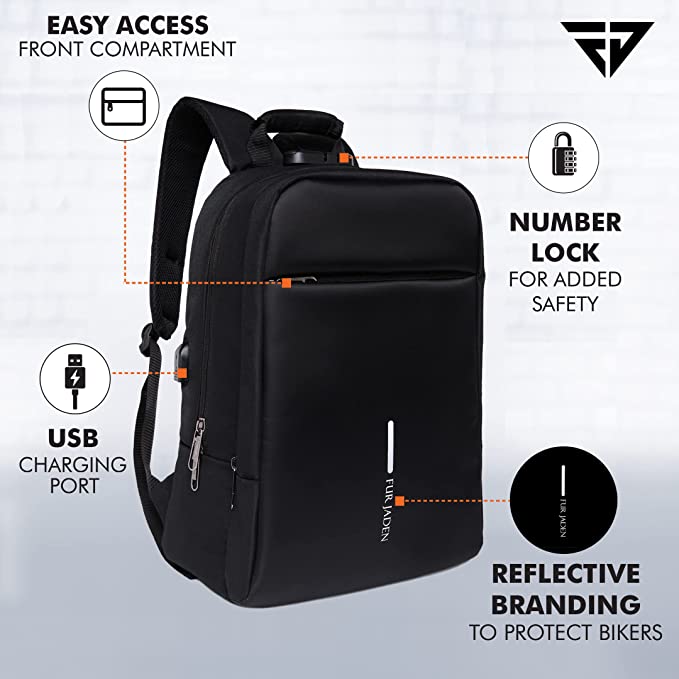 EASY ACCESS
FRONT COMPARTMENT
NUMBER
LOCK
FOR ADDED
SAFETY
USB
CHARGING
PORT
FUR JADEN
FUR JADEN
REFLECTIVE
BRANDING
TO PROTECT BIKERS